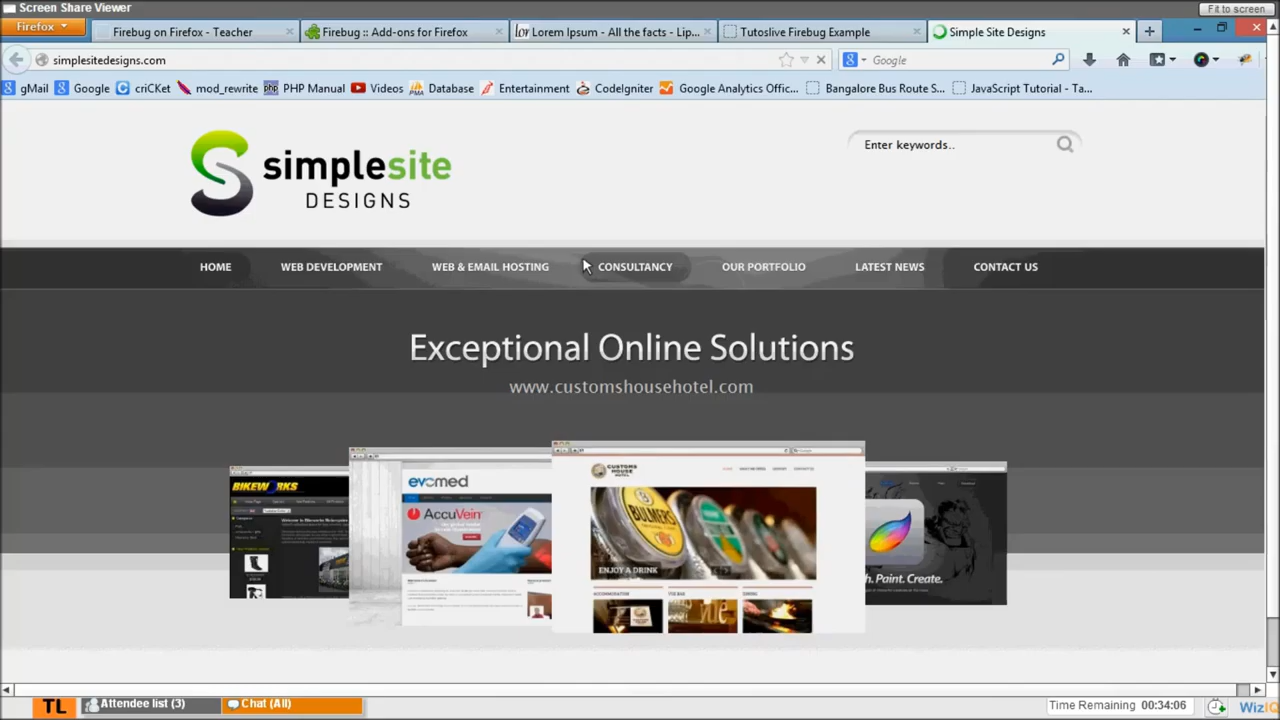 Screen Share Viewer
Fit to screen
Firefox
Firebug on Firefox - Teacher
Firebug :: Add-ons for Firefox
Lorem Ipsum - All the facts - Lip...
Tutoslive Firebug Example
Simple Site Designs
simplesitedesigns.com
Google
gMail
Google
criCKet
mod_rewrite
PHP Manual
Videos
Database
Entertainment
CodeIgniter
Google Analytics Offic...
Bangalore Bus Route S...
JavaScript Tutorial - Ta...
simplesite
DESIGNS
Enter keywords..
HOME
WEB DEVELOPMENT
WEB & EMAIL HOSTING
CONSULTANCY
OUR PORTFOLIO
LATEST NEWS
CONTACT US
Exceptional Online Solutions
www.customshousehotel.com
BIKEWORKS
evomed
AccuVein
CUSTOMS
HOUSE
HOTEL
ENJOY A DRINK
h. Paint. Create.
TL
Attendee list (3)
Chat (All)
Time Remaining 00:34:06
WizIQ